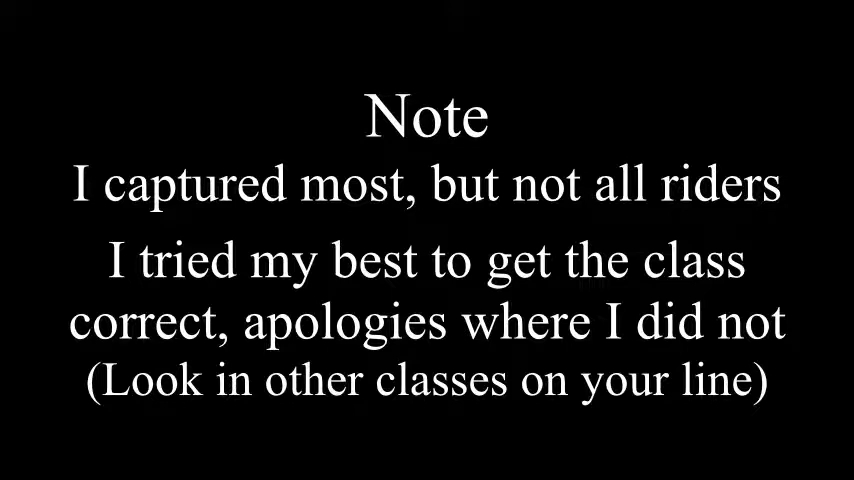 Note
I captured most, but not all riders
I tried my best to get the class
correct, apologies where I did not
(Look in other classes on your line)